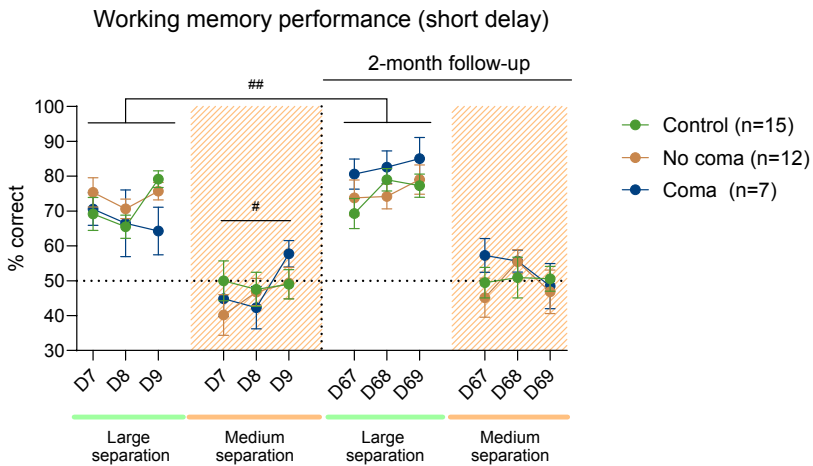 Working memory performance (short delay)
2-month follow-up
##
#
% correct
100
90
80
70
60
50
40
30
D7
D8
D9
D7
D8
D9
D67
D68
D69
D67
D68
D69
Large
separation
Medium
separation
Large
separation
Medium
separation
Control (n=15)
No coma (n=12)
Coma (n=7)